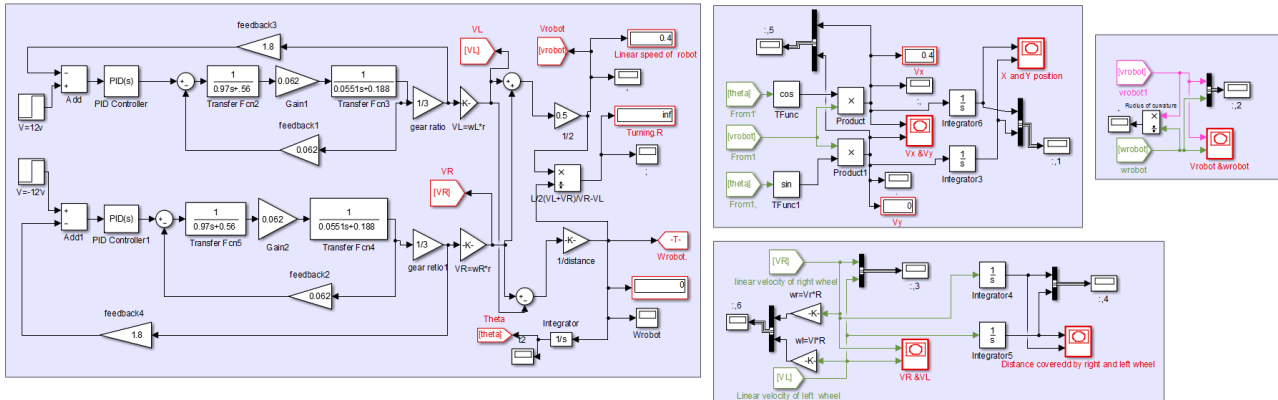 feedback3
1.8
VL
[VL]
Vrobot
[vrobot]
0.4
Linear speed of robot
V=12v
Add
PID(s)
PID Controller
1
0.97s+.56
Transfer Fcn2
0.062
Gain1
1
0.0551s+0.188
Transfer Fcn3
1/3
gear ratio
-K-
VL=wL*r
0.5
1/2
feedback1
0.062
inf
Turning.R
L/2(VL+VR)/VR-VL
VR
[VR]
V=-12v
Add1
PID(s)
PID Controller1
1
0.97s+0.56
Transfer Fcn5
0.062
Gain2
1
0.0551s+0.188
Transfer Fcn4
1/3
gear ratio1
-K-
VR=wR*r
-K-
1/distance
-T-
Wrobot.
feedback2
0.062
0
Wrobot
feedback4
1.8
Theta
[theta]
Integrator
1/s
t2
:,5
0.4
Vx
X and Y position
[theta]
From1'
cos
TFunc
×
Product
1
s
Integrator6
[vrobot]
From1
Vx &Vy
:,1
[theta]
From1,
sin
TFunc1
×
Product1
1
s
Integrator3
0
Vy
[vrobot]
vrobot1
:,2
Rudius of curvature
[wrobot]
wrobot
Vrobot &wrobot
[VR]
linear velocity of right wheel
:,3
1
s
Integrator4
:,4
:,6
wr=Vr*R
-K-
wl=Vl*R
-K-
1
s
Integrator5
Distance coveredd by right and left wheel
[VL]
Linear velocity of left wheel
VR &VL